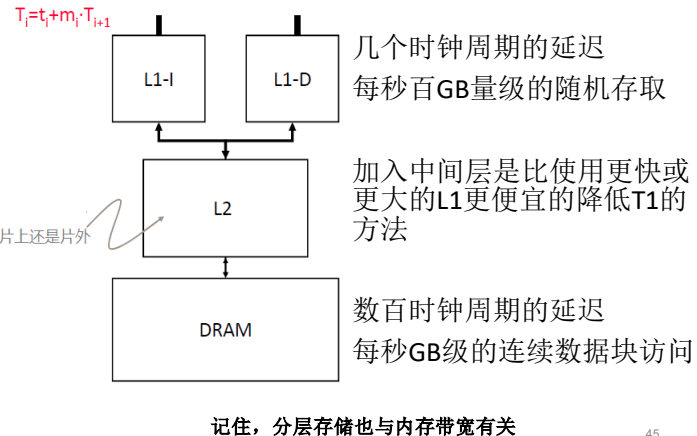 Ti=ti+mi·Ti+1
L1-I
L1-D
几个时钟周期的延迟
每秒百GB量级的随机存取
加入中间层是比使用更快或
更大的L1更便宜的降低T1的
方法
L2
片上还是片外
DRAM
数百时钟周期的延迟
每秒GB级的连续数据块访问
记住，分层存储也与内存带宽有关
45